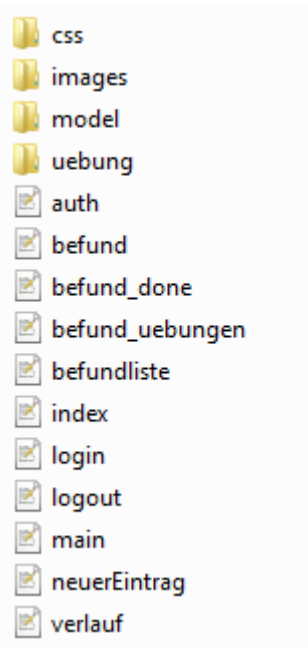 css
images
model
uebung
auth
befund
befund_done
befund_uebungen
befundliste
index
login
logout
main
neuerEintrag
verlauf